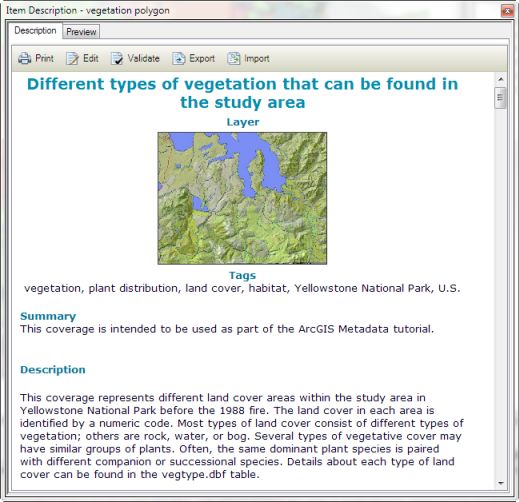 Item Description - vegetation polygon
Description Preview
Print Edit Validate Export Import
Different types of vegetation that can be found in
the study area
Layer
Tags
vegetation, plant distribution, land cover, habitat, Yellowstone National Park, U.S.
Summary
This coverage is intended to be used as part of the ArcGIS Metadata tutorial.
Description
This coverage represents different land cover areas within the study area in
Yellowstone National Park before the 1988 fire. The land cover in each area is
identified by a numeric code. Most types of land cover consist of different types of
vegetation; others are rock, water, or bog. Several types of vegetative cover may
have similar groups of plants. Often, the same dominant plant species is paired
with different companion or successional species. Details about each type of land
cover can be found in the vegtype.dbf table.